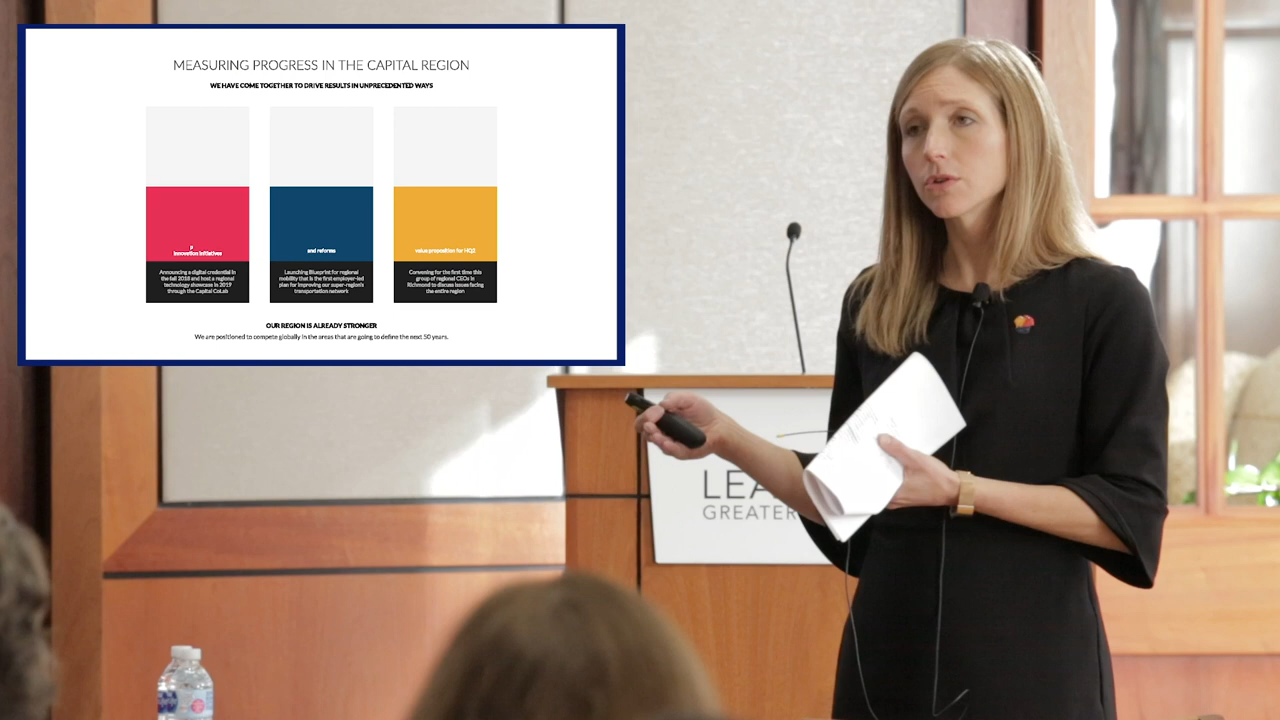 MEASURING PROGRESS IN THE CAPITAL REGION
WE HAVE COME TOGETHER TO DRIVE RESULTS IN UNPRECEDENTED WAYS
P
innovation initiatives
and reforms
value proposition for HQ2
Announcing a digital credential in
the fall 2018 and host a regional
technology showcase in 2019
through the Capital CoLab
Launching Blueprint for regional
mobility that is the first employer-led
plan for improving our super-region's
transportation network
Convening for the first time this
group of regional CEOs in
Richmond to discuss issues facing
the entire region
OUR REGION IS ALREADY STRONGER
We are positioned to compete globally in the areas that are going to define the next 50 years.
LEA
GREATER